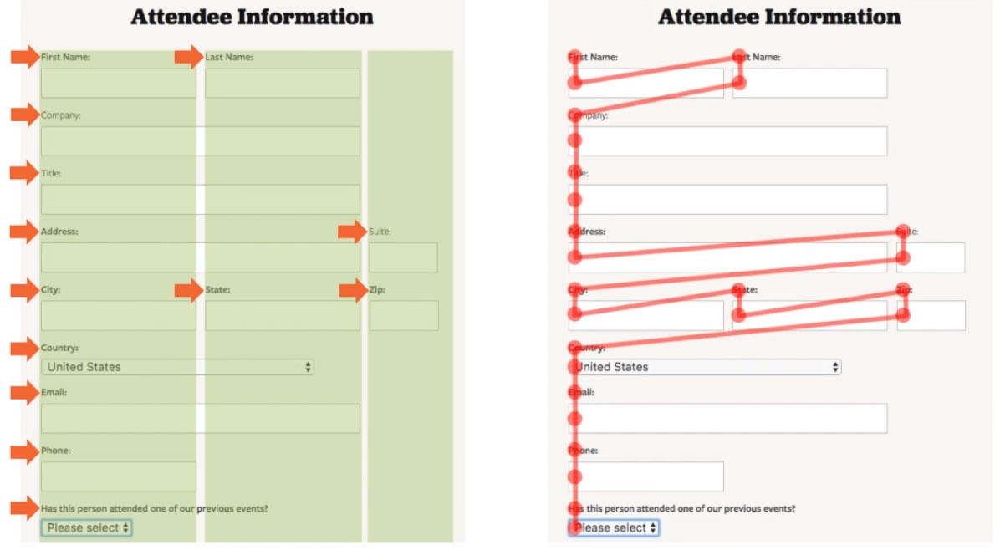 Attendee Information
First Name: Last Name:
Company:
Title:
Address: Suite:
City: State: Zip:
Country:
United States
Email:
Phone:
Has this person attended one of our previous events?
Please select
Attendee Information
First Name: Last Name:
Company:
Title:
Address: Suite:
City: State: Zip:
Country:
United States
Email:
Phone:
Has this person attended one of our previous events?
Please select